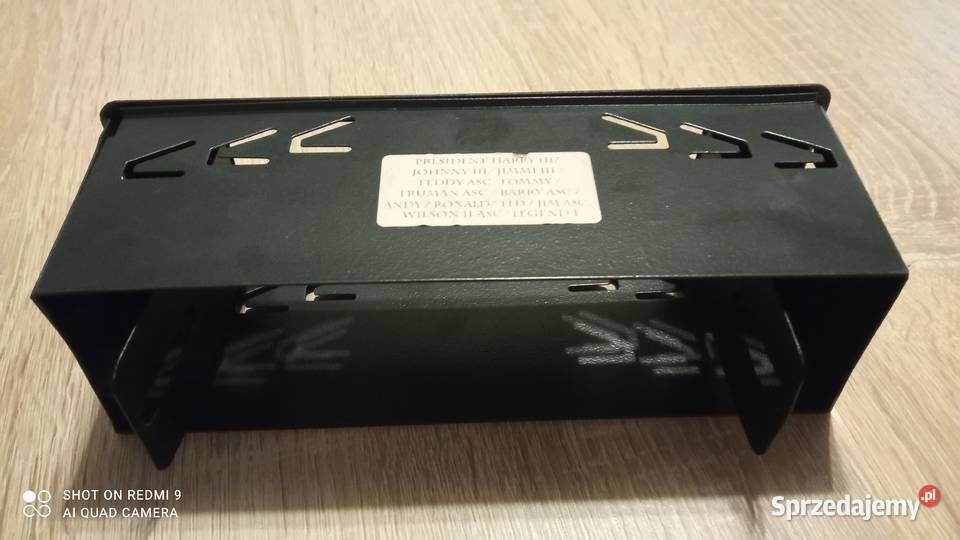 PRESIDENT HARRY III/
JOHNNY III / JIMMI III /
TEDDY ASC / TOMMY /
TRUMAN ASC / BARRY ASC /
ANDY / RONALD / TED / JIM ASC /
WILSON II ASC / LEGEND I
SHOT ON REDMI 9
AI QUAD CAMERA
Sprzedajemy.pl